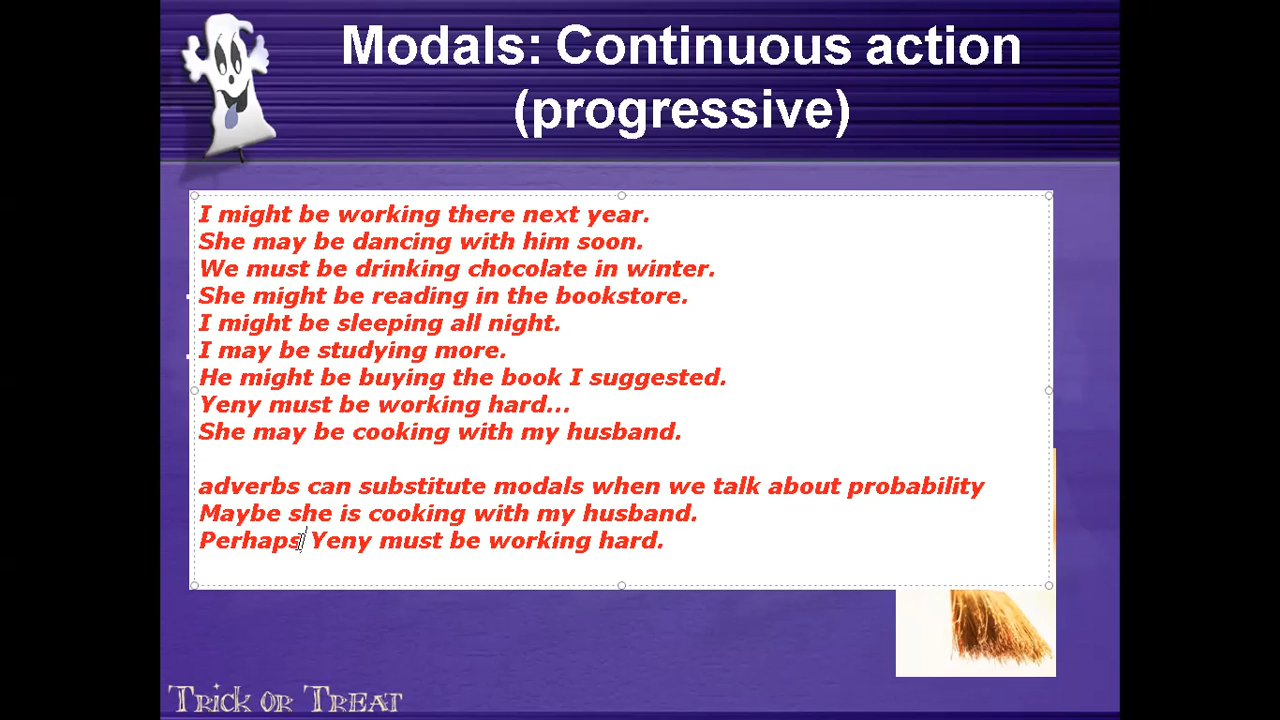 Modals: Continuous action
(progressive)
I might be working there next year.
She may be dancing with him soon.
We must be drinking chocolate in winter.
She might be reading in the bookstore.
I might be sleeping all night.
I may be studying more.
He might be buying the book I suggested.
Yeny must be working hard...
She may be cooking with my husband.
adverbs can substitute modals when we talk about probability
Maybe she is cooking with my husband.
Perhaps Yeny must be working hard.
Trick or Treat